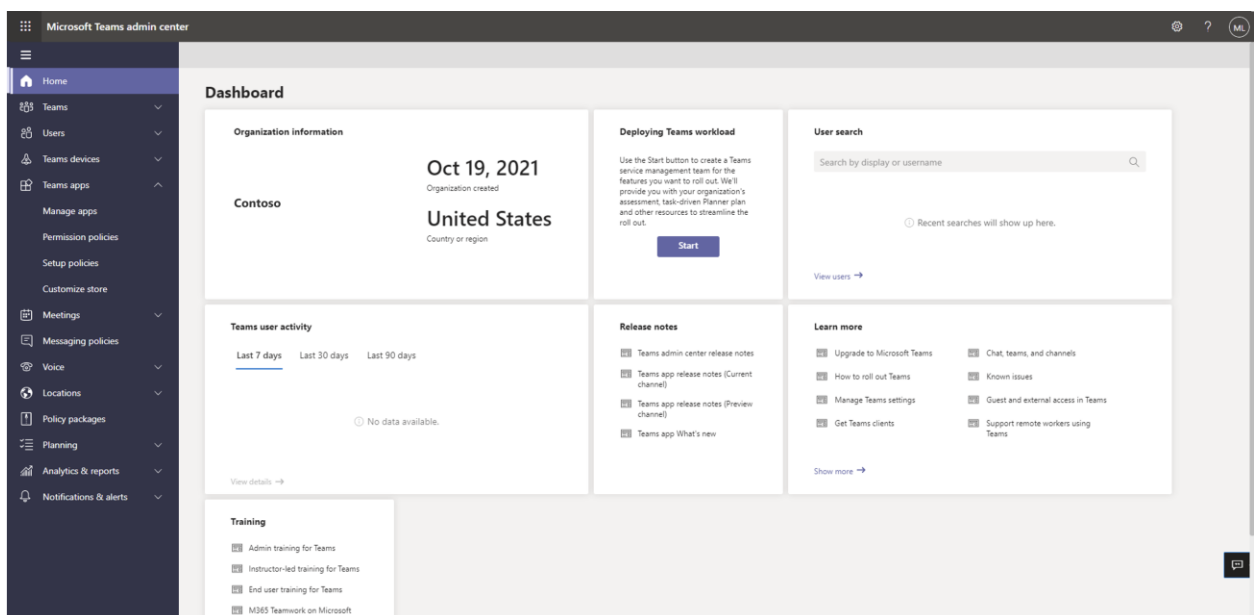 Microsoft Teams admin center
?
ML
Home
Teams
Users
Teams devices
Teams apps
Manage apps
Permission policies
Setup policies
Customize store
Meetings
Messaging policies
Voice
Locations
Policy packages
Planning
Analytics & reports
Notifications & alerts
Dashboard
Organization information
Contoso
Oct 19, 2021
Organization created
United States
Country or region
Deploying Teams workload
Use the Start button to create a Teams
service management team for the
features you want to roll out. We'll
provide you with your organization's
assessment, task-driven Planner plan
and other resources to streamline the
roll out.
Start
User search
Search by display or username
Recent searches will show up here.
View users →
Teams user activity
Last 7 days
Last 30 days
Last 90 days
No data available.
View details →
Release notes
Teams admin center release notes
Teams app release notes (Current
channel)
Teams app release notes (Preview
channel)
Teams app What's new
Learn more
Upgrade to Microsoft Teams
How to roll out Teams
Manage Teams settings
Get Teams clients
Chat, teams, and channels
Known issues
Guest and external access in Teams
Support remote workers using
Teams
Show more →
Training
Admin training for Teams
Instructor-led training for Teams
End user training for Teams
M365 Teamwork on Microsoft